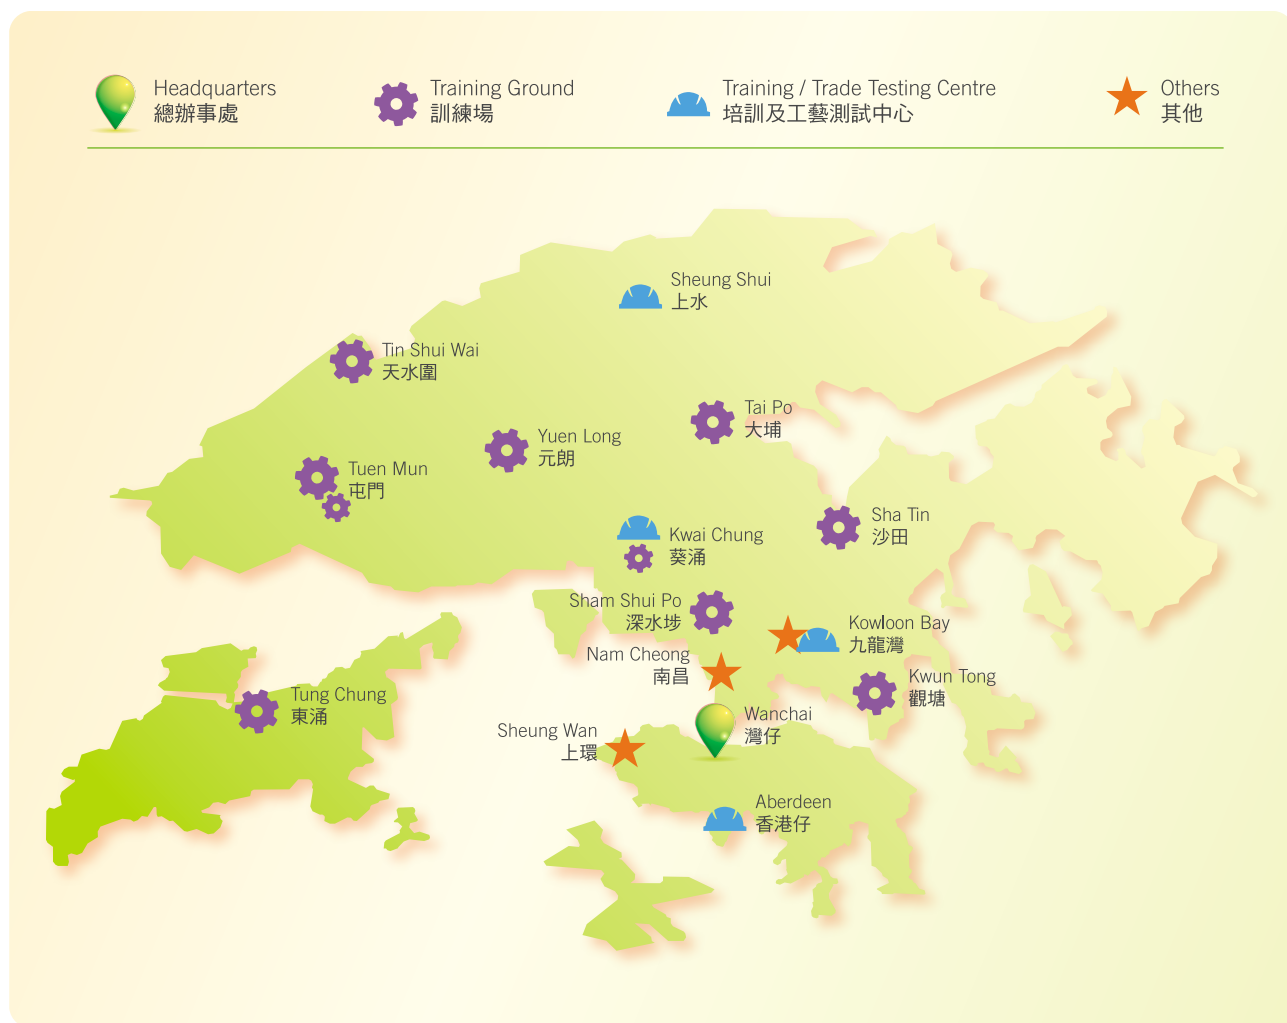 Headquarters
總辦事處
Training Ground
訓練場
Training / Trade Testing Centre
培訓及工藝測試中心
Others
其他
Sheung Shui
上水
Tin Shui Wai
天水圍
Tai Po
大埔
Yuen Long
元朗
Tuen Mun
屯門
Sha Tin
沙田
Kwai Chung
葵涌
Sham Shui Po
深水埗
Kowloon Bay
九龍灣
Nam Cheong
南昌
Kwun Tong
觀塘
Tung Chung
東涌
Wanchai
灣仔
Sheung Wan
上環
Aberdeen
香港仔